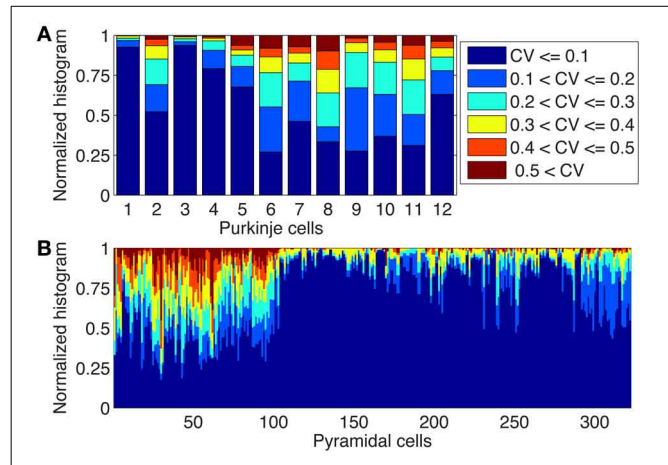 A
Normalized histogram
1
0.75
0.5
0.25
0
1 2 3 4 5 6 7 8 9 10 11 12
Purkinje cells
CV <= 0.1
0.1 < CV <= 0.2
0.2 < CV <= 0.3
0.3 < CV <= 0.4
0.4 < CV <= 0.5
0.5 < CV
B
Normalized histogram
1
0.75
0.5
0.25
0
50 100 150 200 250 300
Pyramidal cells